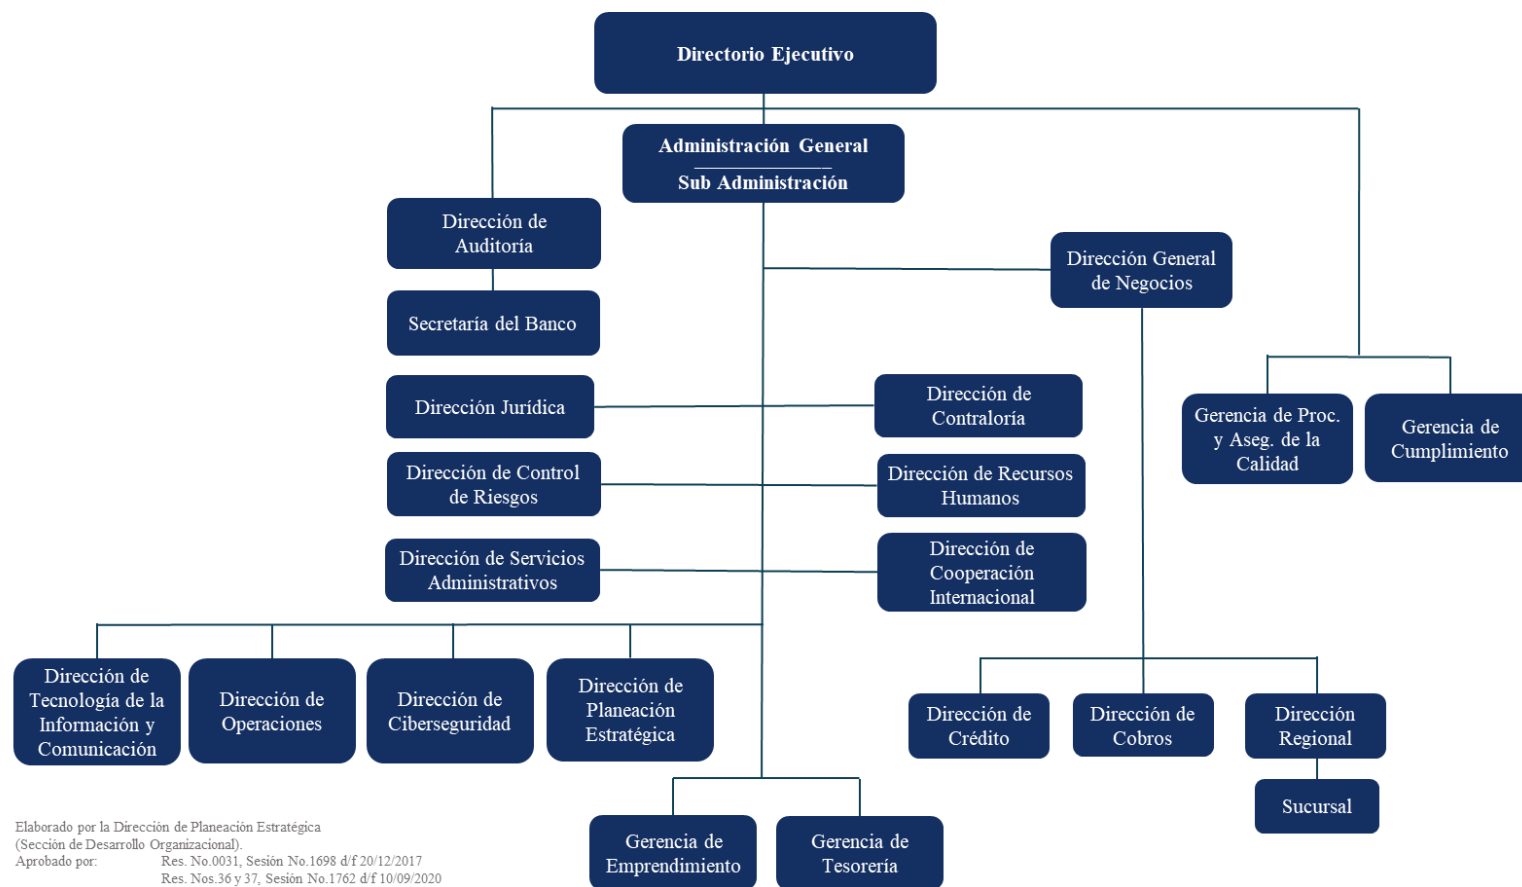 Directorio Ejecutivo
Administración General
Sub Administración
Dirección de
Auditoría
Secretaría del Banco
Dirección General
de Negocios
Dirección Jurídica
Dirección de
Contraloría
Gerencia de Proc.
y Aseg. de la
Calidad
Gerencia de
Cumplimiento
Dirección de Control
de Riesgos
Dirección de Recursos
Humanos
Dirección de Servicios
Administrativos
Dirección de
Cooperación
Internacional
Dirección de
Tecnología de la
Información y
Comunicación
Dirección de
Operaciones
Dirección de
Ciberseguridad
Dirección de
Planeación
Estratégica
Dirección de
Crédito
Dirección de
Cobros
Dirección
Regional
Sucursal
Gerencia de
Emprendimiento
Gerencia de
Tesorería
Elaborado por la Dirección de Planeación Estratégica
(Sección de Desarrollo Organizacional).
Aprobado por: Res. No.0031, Sesión No.1698 d/f 20/12/2017
Res. Nos.36 y 37, Sesión No.1762 d/f 10/09/2020